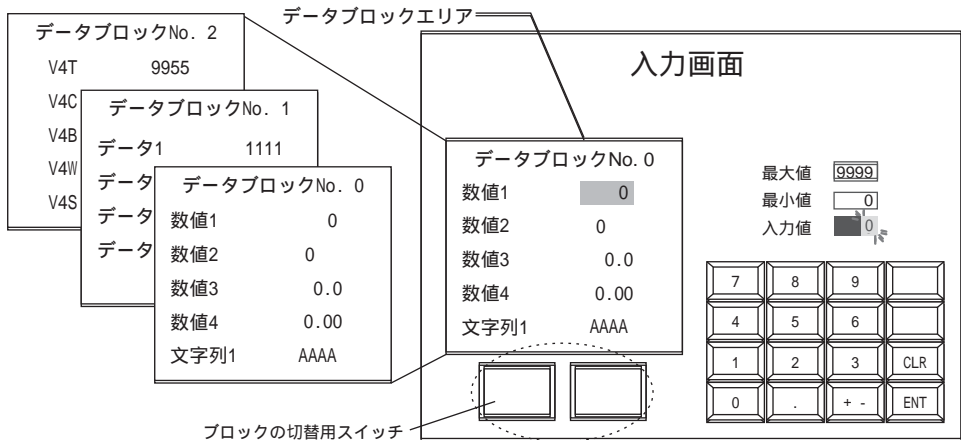 データブロックエリア
データブロックNo. 2
V4T 9955
V4C
V4B
V4W
V4S
データブロックNo. 1
データ1 1111
データ
データ
データ
データブロックNo. 0
数値1 0
数値2 0
数値3 0.0
数値4 0.00
文字列1 AAAA
入力画面
データブロックNo. 0
数値1 0
数値2 0
数値3 0.0
数値4 0.00
文字列1 AAAA
最大値 9999
最小値 0
入力値 0
7 8 9
4 5 6
1 2 3 CLR
0 . + - ENT
ブロックの切替用スイッチ